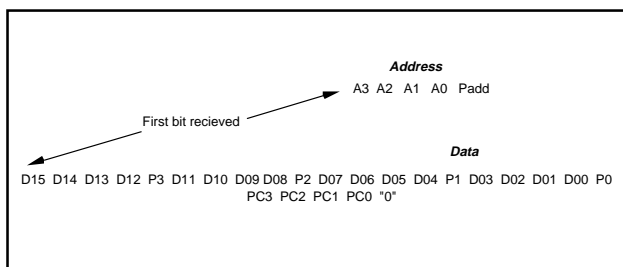 Address
A3 A2 A1 A0 Padd
First bit recieved
Data
D15 D14 D13 D12 P3 D11 D10 D09 D08 P2 D07 D06 D05 D04 P1 D03 D02 D01 D00 P0
PC3 PC2 PC1 PC0 "0"